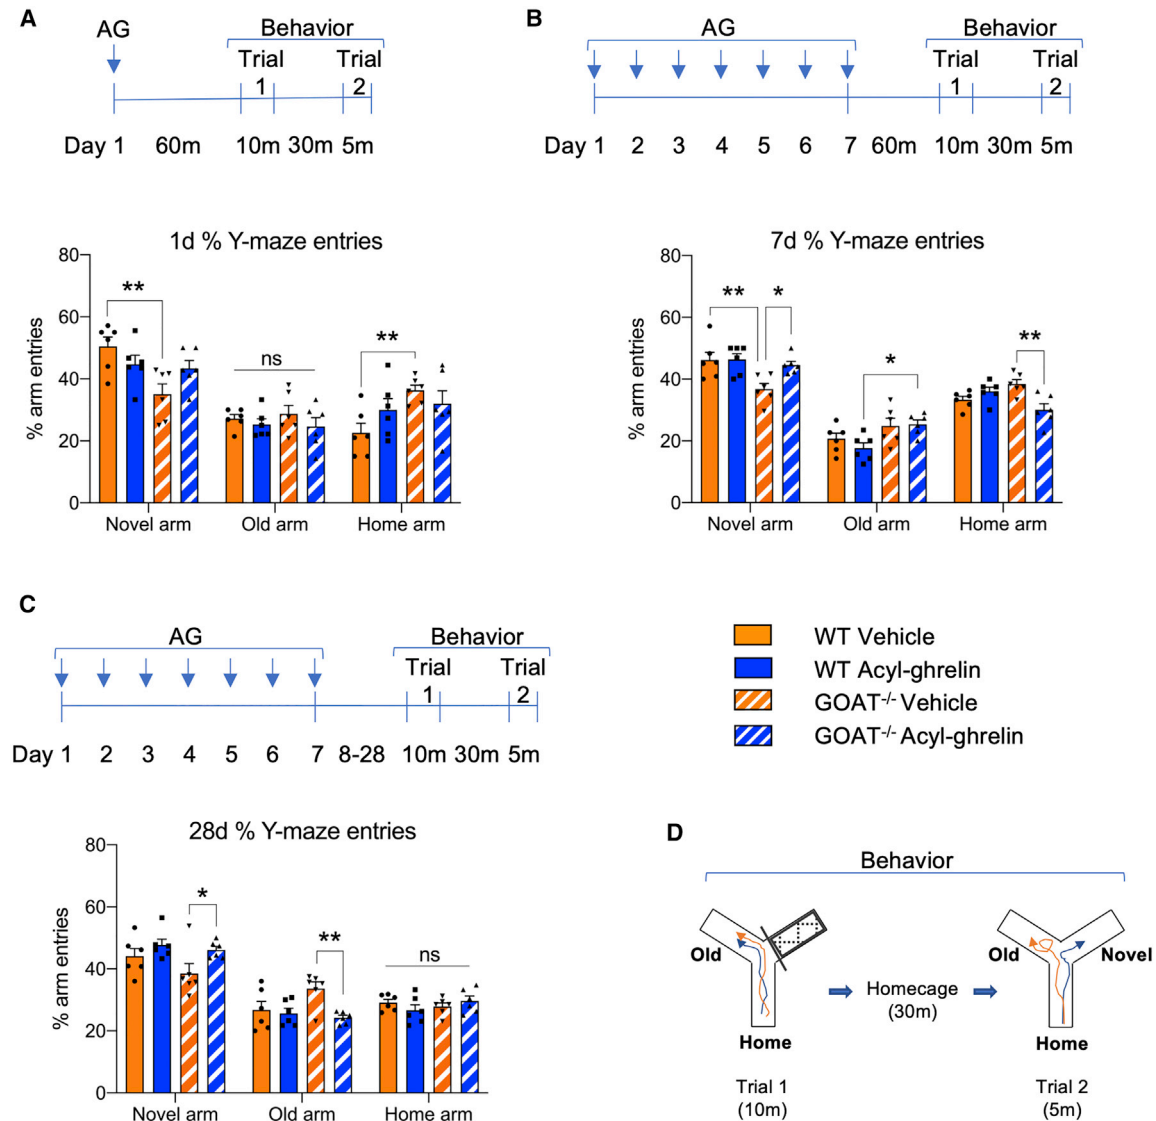 A
AG
Behavior
Trial
1
Trial
2
Day 1 60m 10m 30m 5m
1d % Y-maze entries
% arm entries
80
60
40
20
0
**
ns
**
Novel arm Old arm Home arm
B
AG
Behavior
Trial
1
Trial
2
Day 1 2 3 4 5 6 7 60m 10m 30m 5m
7d % Y-maze entries
% arm entries
80
60
40
20
0
** *
*
**
Novel arm Old arm Home arm
C
AG
Behavior
Trial
1
Trial
2
Day 1 2 3 4 5 6 7 8-28 10m 30m 5m
28d % Y-maze entries
% arm entries
80
60
40
20
0
*
**
ns
Novel arm Old arm Home arm
WT Vehicle
WT Acyl-ghrelin
GOAT-/- Vehicle
GOAT-/- Acyl-ghrelin
D
Behavior
Old
Home
Trial 1
(10m)
Homecage
(30m)
Old
Novel
Home
Trial 2
(5m)